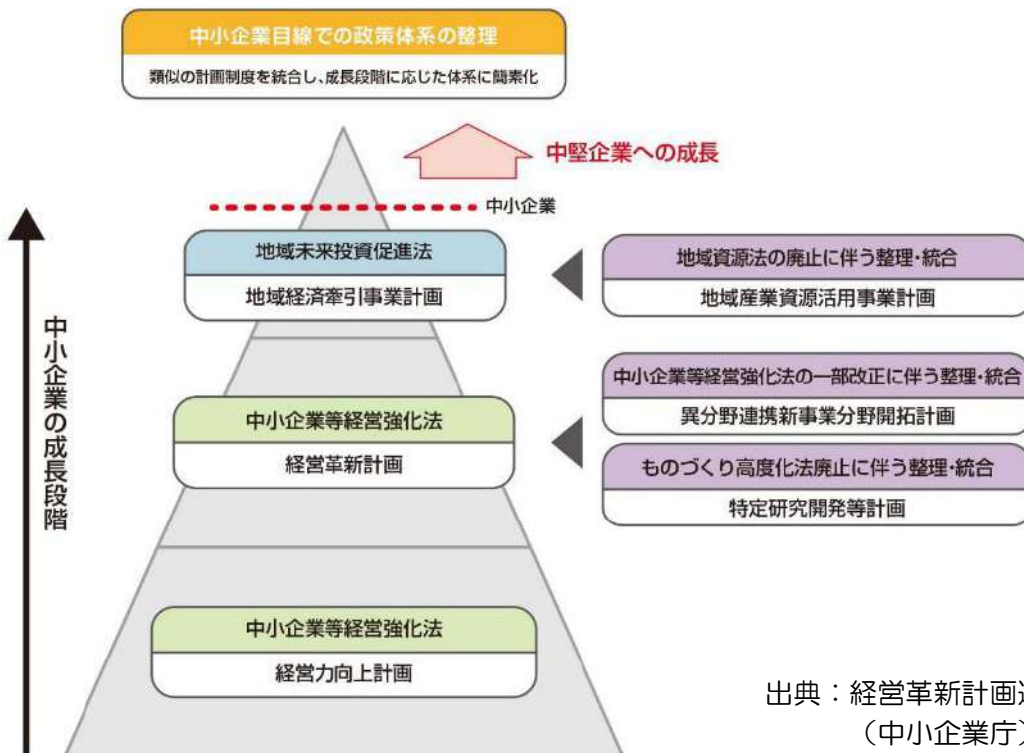 中小企業目線での政策体系の整理
類似の計画制度を統合し、成長段階に応じた体系に簡素化
中堅企業への成長
中小企業
地域未来投資促進法
地域経済牽引事業計画
地域資源法の廃止に伴う整理・統合
地域産業資源活用事業計画
中小企業の成長段階
中小企業等経営強化法
経営革新計画
中小企業等経営強化法の一部改正に伴う整理・統合
異分野連携新事業分野開拓計画
ものづくり高度化法廃止に伴う整理・統合
特定研究開発等計画
中小企業等経営強化法
経営力向上計画
出典：経営革新計画進
（中小企業庁）